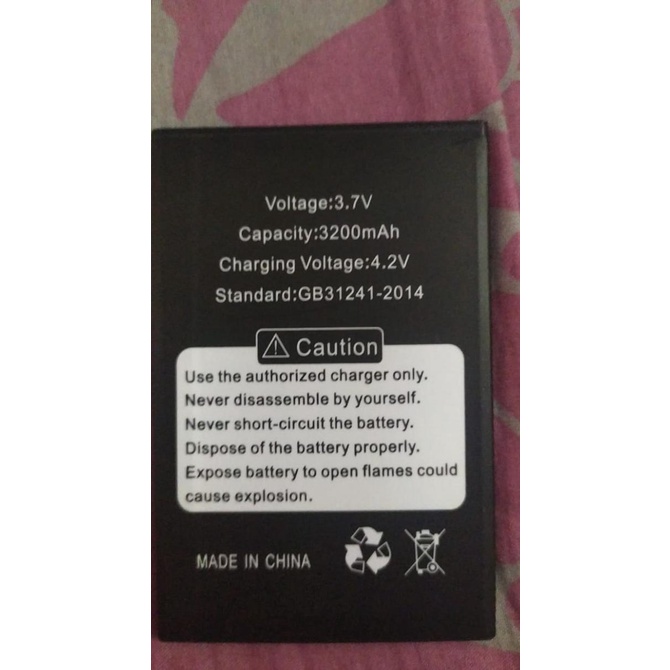 Voltage:3.7V
Capacity:3200mAh
Charging Voltage:4.2V
Standard:GB31241-2014
Caution
Use the authorized charger only.
Never disassemble by yourself.
Never short-circuit the battery.
Dispose of the battery properly.
Expose battery to open flames could
cause explosion.
MADE IN CHINA